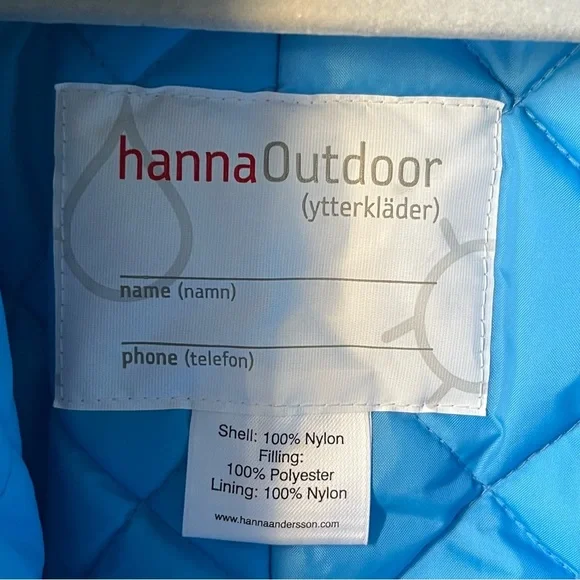 hannaOutdoor
(ytterkläder)
name (namn)
phone (telefon)
Shell: 100% Nylon
Filling:
100% Polyester
Lining: 100% Nylon
www.hannaandersson.com